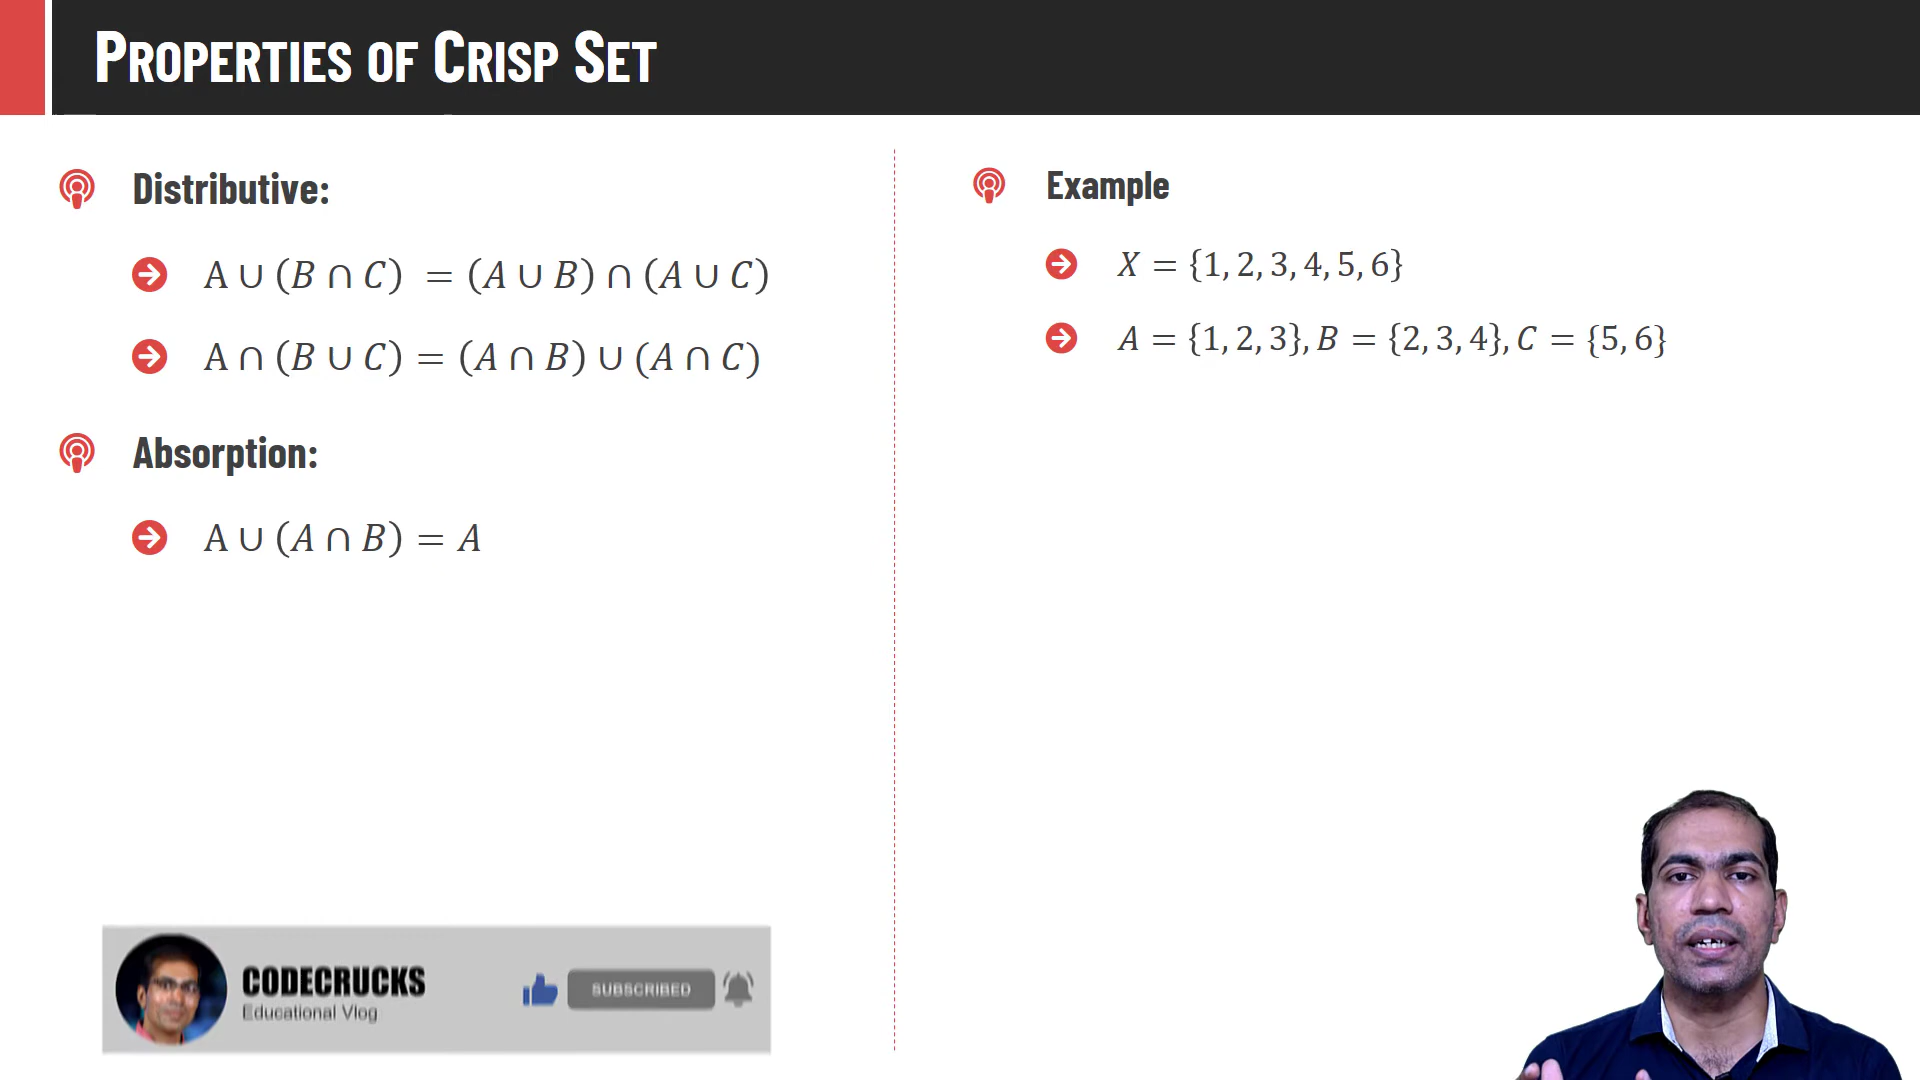 PROPERTIES OF CRISP SET
Distributive:
A ∪ (B ∩ C) = (A ∪ B) ∩ (A ∪ C)
A ∩ (B ∪ C) = (A ∩ B) ∪ (A ∩ C)
Absorption:
A ∪ (A ∩ B) = A
Example
X = {1, 2, 3, 4, 5, 6}
A = {1, 2, 3}, B = {2, 3, 4}, C = {5, 6}
CODECRUCKS
Educational Vlog
SUBSCRIBED